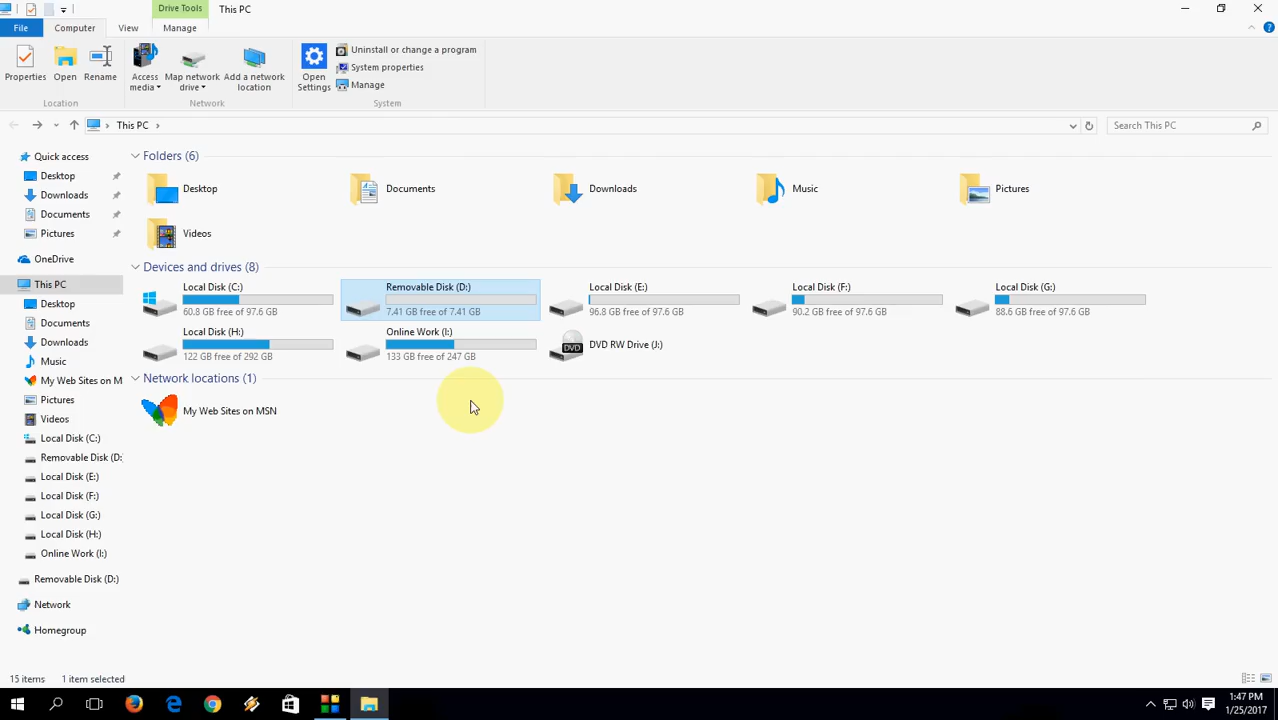 Drive Tools
This PC
File
Computer
View
Manage
Properties
Open
Rename
Access media
Map network drive
Add a network location
Open Settings
Uninstall or change a program
System properties
Manage
Location
Network
System
This PC
Search This PC
Quick access
Desktop
Downloads
Documents
Pictures
OneDrive
This PC
Desktop
Documents
Downloads
Music
My Web Sites on M
Pictures
Videos
Local Disk (C:)
Removable Disk (D:
Local Disk (E:)
Local Disk (F:)
Local Disk (G:)
Local Disk (H:)
Online Work (I:)
Removable Disk (D:)
Network
Homegroup
Folders (6)
Desktop
Documents
Downloads
Music
Pictures
Videos
Devices and drives (8)
Local Disk (C:)
60.8 GB free of 97.6 GB
Removable Disk (D:)
7.41 GB free of 7.41 GB
Local Disk (E:)
96.8 GB free of 97.6 GB
Local Disk (F:)
90.2 GB free of 97.6 GB
Local Disk (G:)
88.6 GB free of 97.6 GB
Local Disk (H:)
122 GB free of 292 GB
Online Work (I:)
133 GB free of 247 GB
DVD
DVD RW Drive (J:)
Network locations (1)
My Web Sites on MSN
15 items
1 item selected
1:47 PM
1/25/2017